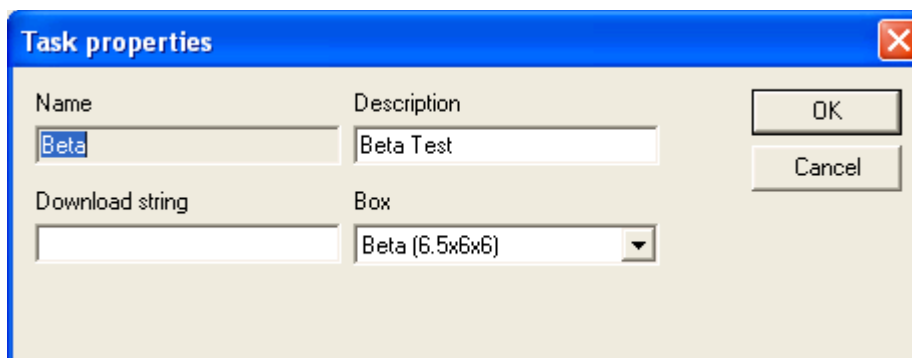 Task properties
Name Description
Beta Beta Test
OK
Cancel
Download string Box
Beta (6.5x6x6)